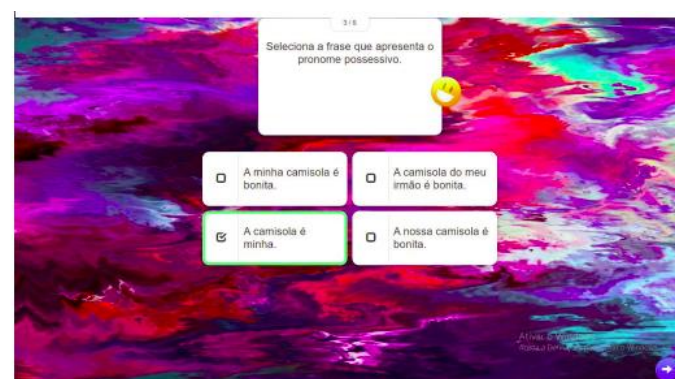 3 / 6
Seleciona a frase que apresenta o
pronome possessivo.
A minha camisola é
bonita.
A camisola do meu
irmão é bonita.
A camisola é
minha.
A nossa camisola é
bonita.
Ativar o